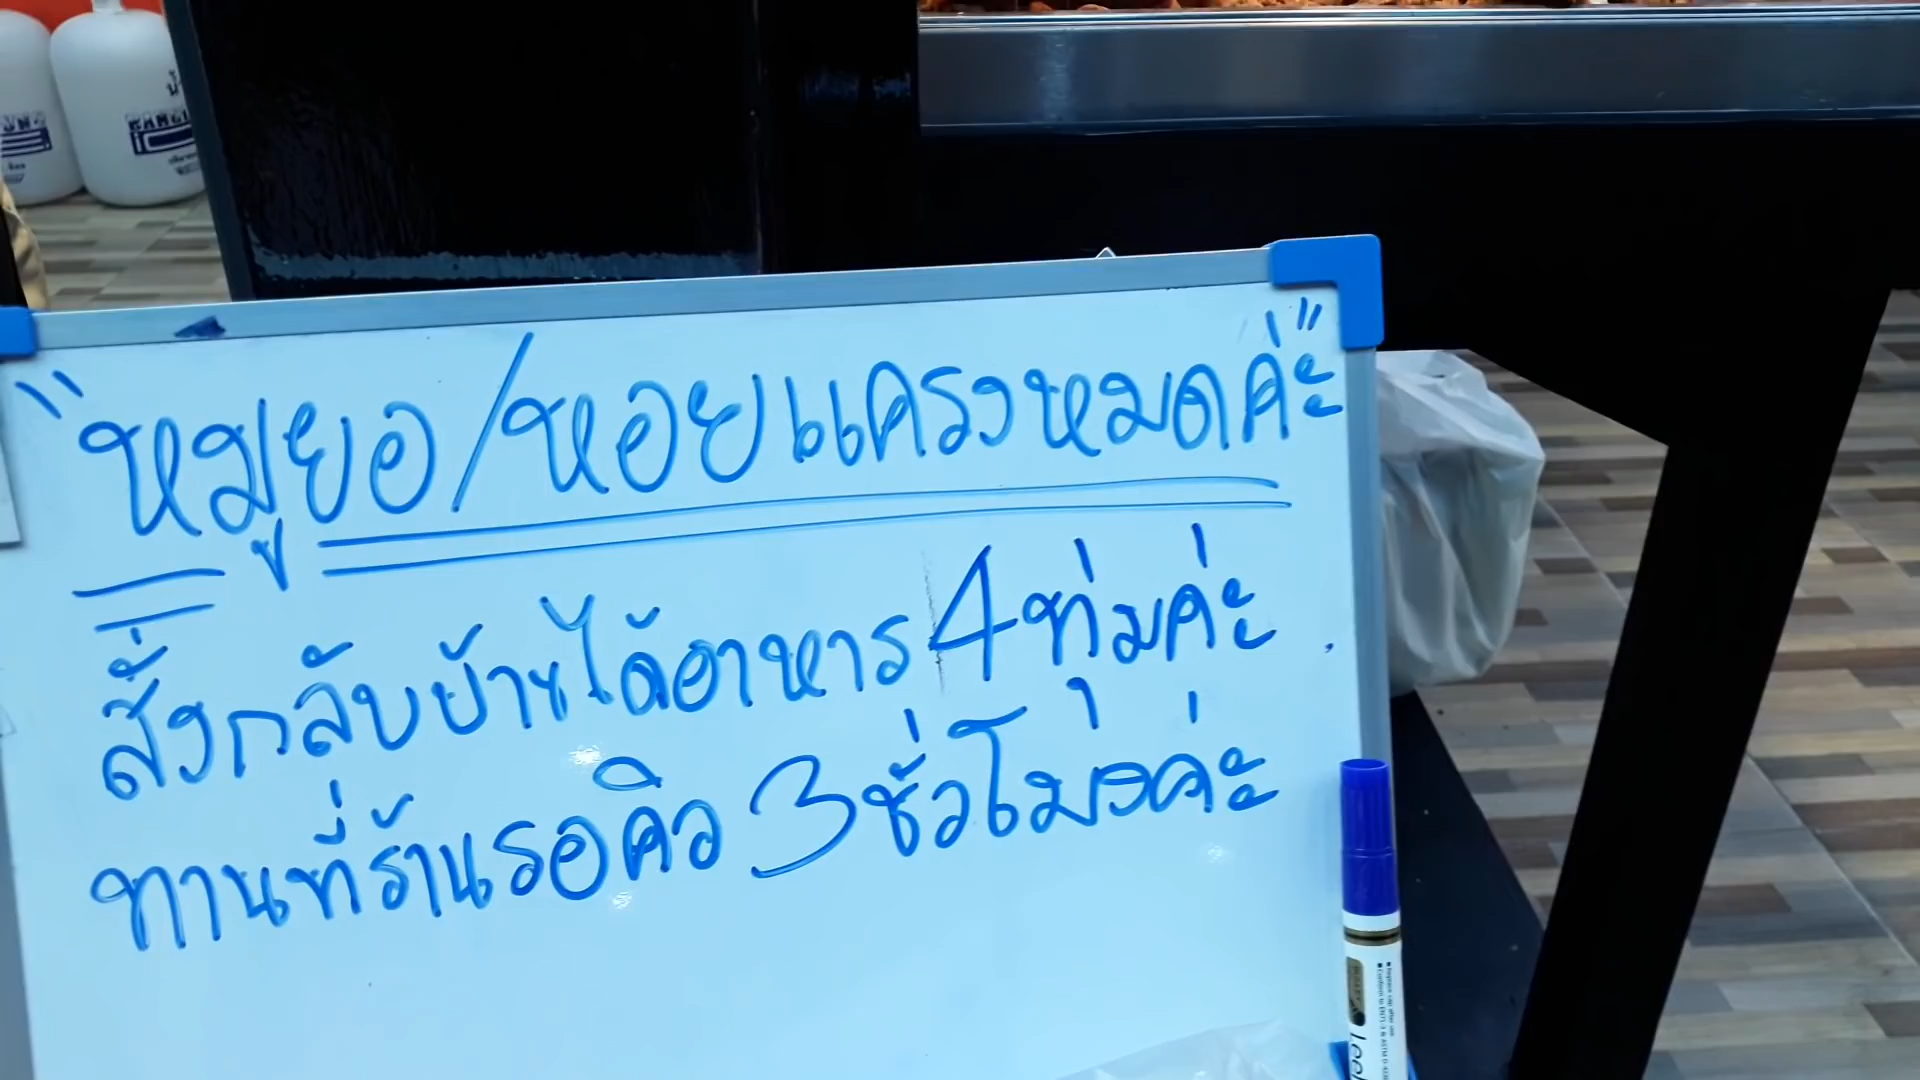 "หมูยอ/หอยแครงหมดค่ะ"
สั่งกลับบ้านได้อาหาร 4 ทุ่มค่ะ
ทานที่ร้านรอคิว 3 ชั่วโมงค่ะ